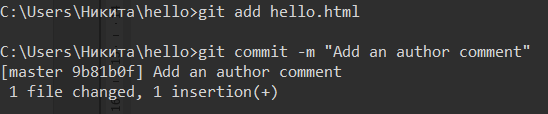 C:\Users\Никита\hello>git add hello.html
C:\Users\Никита\hello>git commit -m "Add an author comment"
[master 9b81b0f] Add an author comment
 1 file changed, 1 insertion(+)